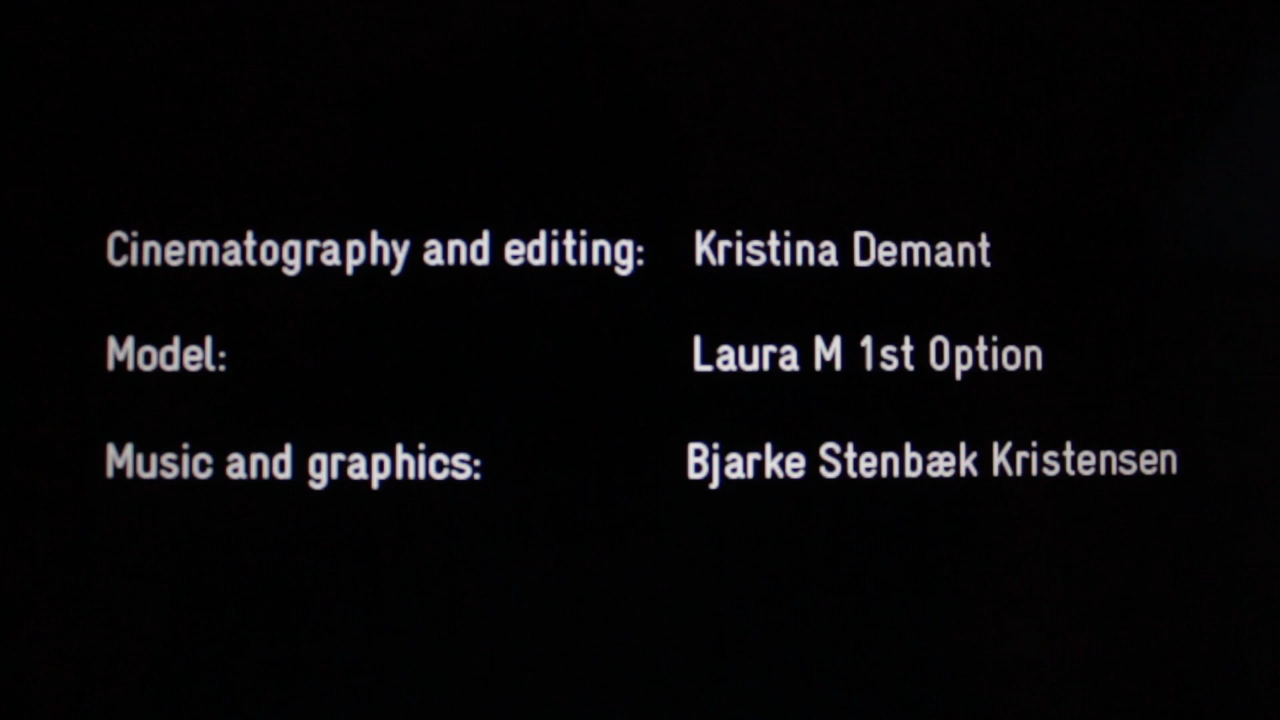 Cinematography and editing: Kristina Demant
Model: Laura M 1st Option
Music and graphics: Bjarke Stenbæk Kristensen